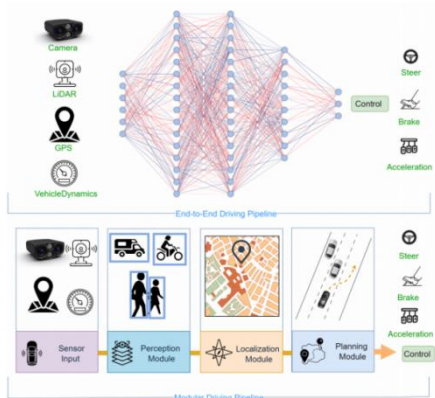 Camera
LiDAR
GPS
VehicleDynamics
Control
Steer
Brake
Acceleration
End-to-End Driving Pipeline
Sensor
Input
Perception
Module
Localization
Module
Planning
Module
Steer
Brake
Acceleration
Control
Modular Driving Pipeline